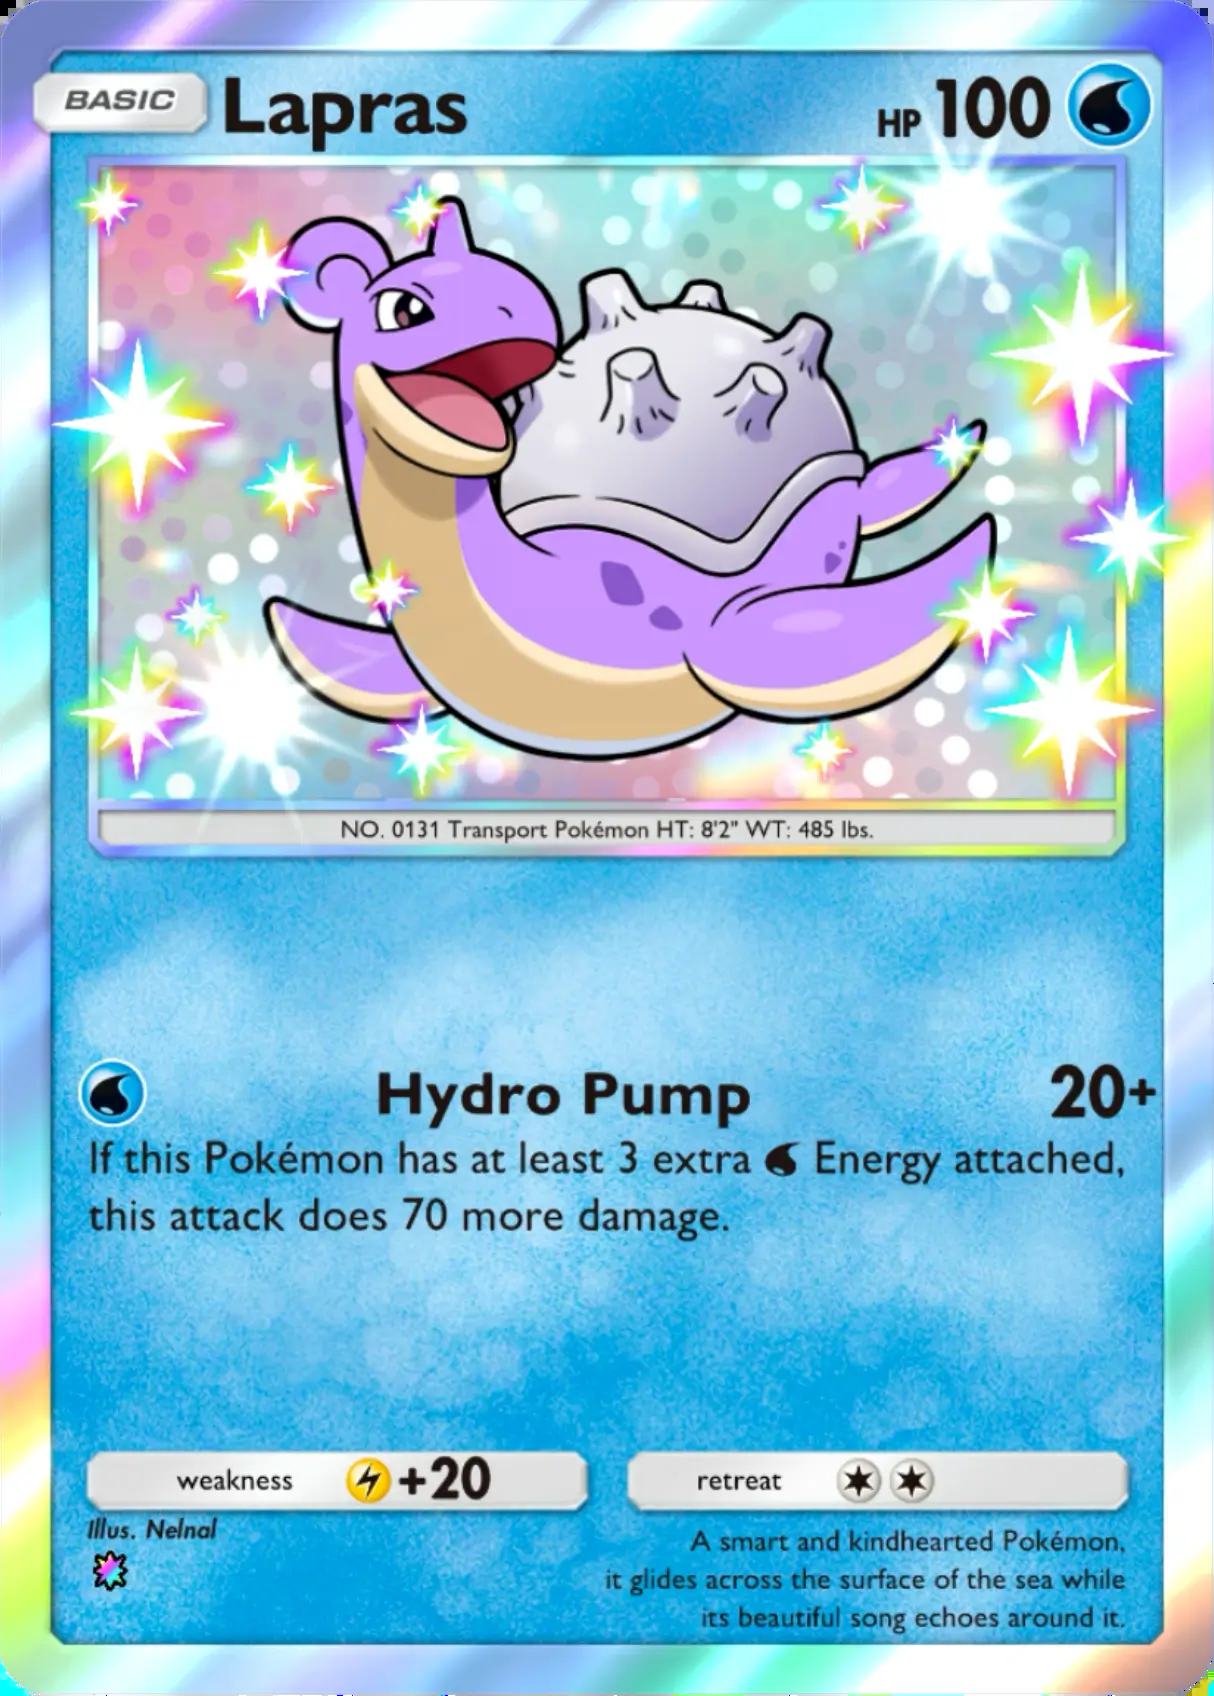 BASIC Lapras HP 100
NO. 0131 Transport Pokémon HT: 8'2" WT: 485 lbs.
Hydro Pump 20+
If this Pokémon has at least 3 extra Energy attached,
this attack does 70 more damage.
weakness +20 retreat
Illus. Nelnal
A smart and kindhearted Pokémon,
it glides across the surface of the sea while
its beautiful song echoes around it.